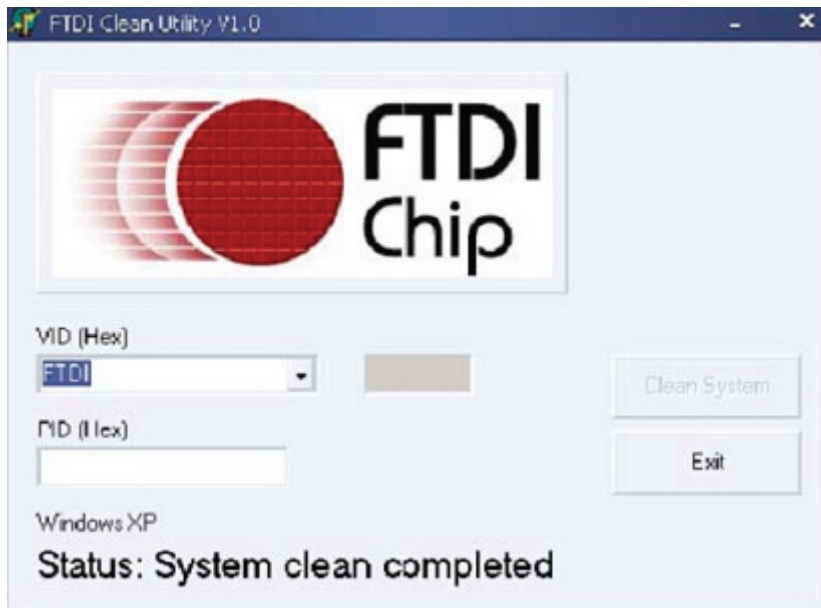 FTDI Clean Utility V1.0
FTDI
Chip
VID (Hex)
FTDI
Clean System
PID (Hex)
Exit
Windows XP
Status: System clean completed